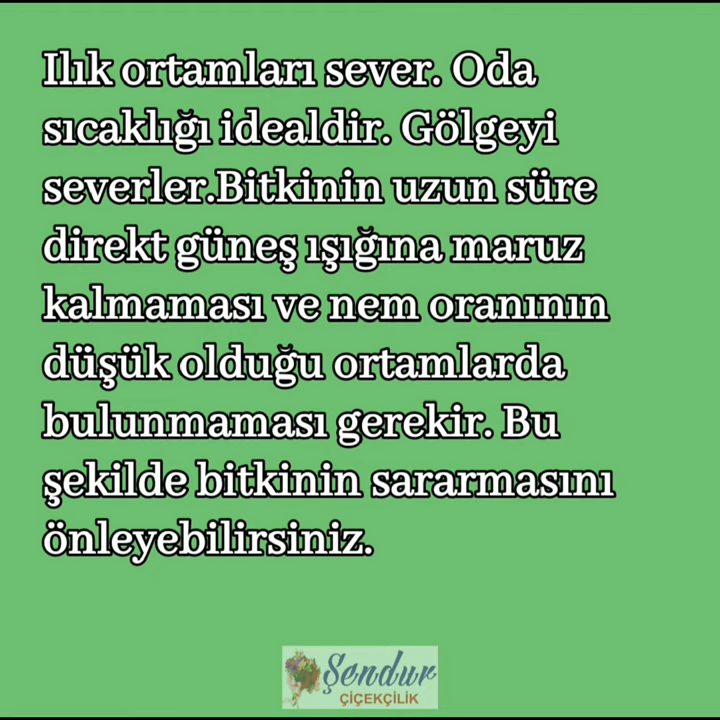 Ilık ortamları sever. Oda
sıcaklığı idealdir. Gölgeyi
severler.Bitkinin uzun süre
direkt güneş ışığına maruz
kalmaması ve nem oranının
düşük olduğu ortamlarda
bulunmaması gerekir. Bu
şekilde bitkinin sararmasını
önleyebilirsiniz.
Şendur
ÇİÇEKÇİLİK